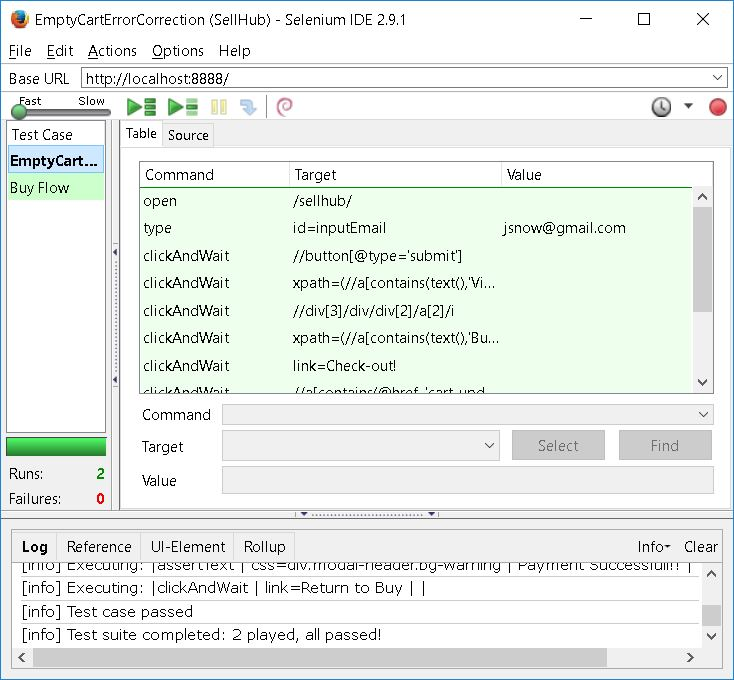 EmptyCartErrorCorrection (SellHub) - Selenium IDE 2.9.1
File Edit Actions Options Help
Base URL http://localhost:8888/
Fast Slow
Test Case
EmptyCart...
Buy Flow
Table Source
Command Target Value
open /sellhub/
type id=inputEmail jsnow@gmail.com
clickAndWait //button[@type='submit']
clickAndWait xpath=(//a[contains(text(),'Vi...
clickAndWait //div[3]/div/div[2]/a[2]/i
clickAndWait xpath=(//a[contains(text(),'Bu...
clickAndWait link=Check-out!
clickAndWait //a[contains(@href, 'cart-upd
Command
Target Select Find
Value
Runs: 2
Failures: 0
Log Reference UI-Element Rollup Info Clear
[info] Executing: |assertText | css=div.modal-header.bg-warning | Payment Successfull!! |
[info] Executing: |clickAndWait | link=Return to Buy | |
[info] Test case passed
[info] Test suite completed: 2 played, all passed!